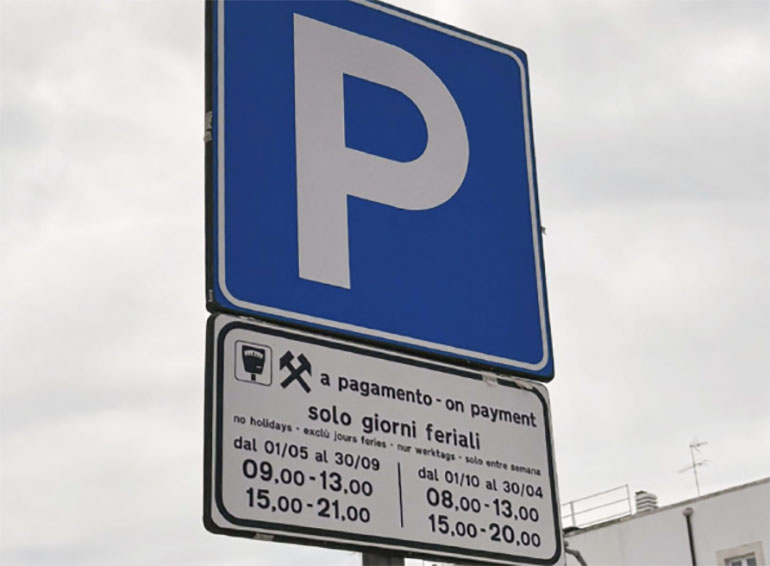 P
a pagamento - on payment
solo giorni feriali
no holidays - exclù jours feries - nur werktags - solo entre semana
dal 01/05 al 30/09
09,00-13,00
15,00-21,00
dal 01/10 al 30/04
08,00-13,00
15,00-20,00